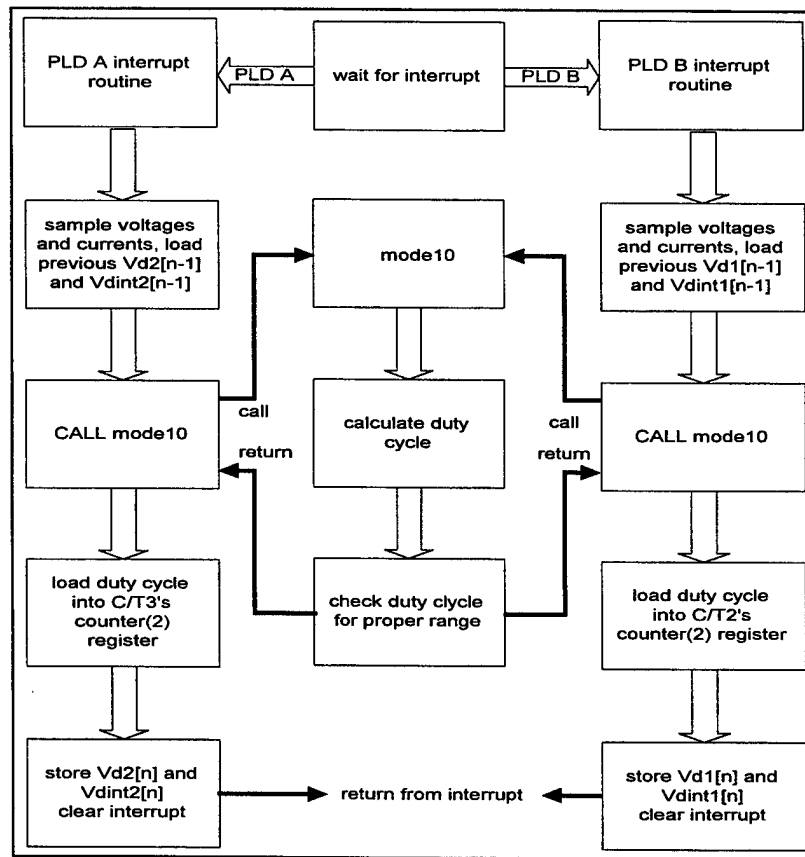 PLD A interrupt
routine
PLD A
wait for interrupt
PLD B
PLD B interrupt
routine
sample voltages
and currents, load
previous Vd2[n-1]
and Vdint2[n-1]
mode10
sample voltages
and currents, load
previous Vd1[n-1]
and Vdint1[n-1]
CALL mode10
call
return
calculate duty
cycle
call
return
CALL mode10
load duty cycle
into C/T3's
counter(2)
register
check duty clycle
for proper range
load duty cycle
into C/T2's
counter(2) register
store Vd2[n] and
Vdint2[n]
clear interrupt
return from interrupt
store Vd1[n] and
Vdint1[n]
clear interrupt